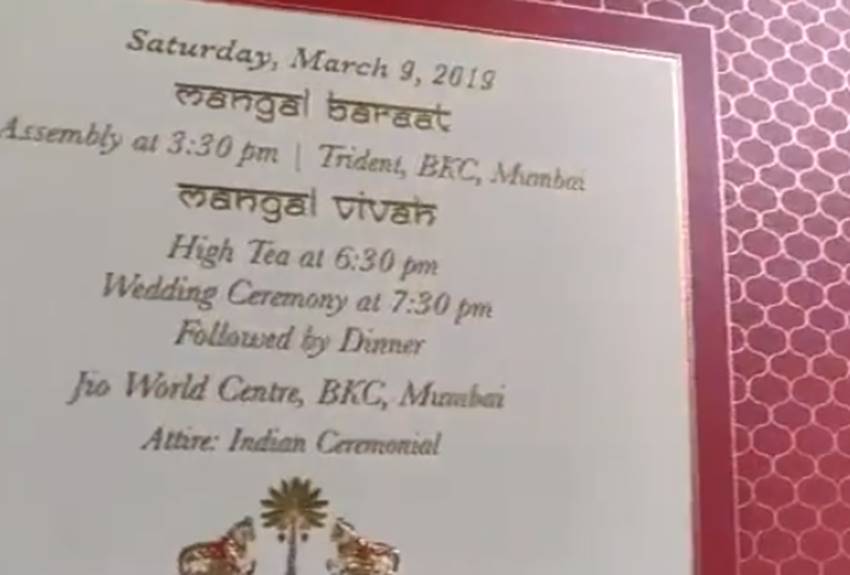 Saturday, March 9, 2019
mangal baraat
Assembly at 3:30 pm | Trident, BKC, Mumbai
mangal vivah
High Tea at 6:30 pm
Wedding Ceremony at 7:30 pm
Followed by Dinner
Jio World Centre, BKC, Mumbai
Attire: Indian Ceremonial